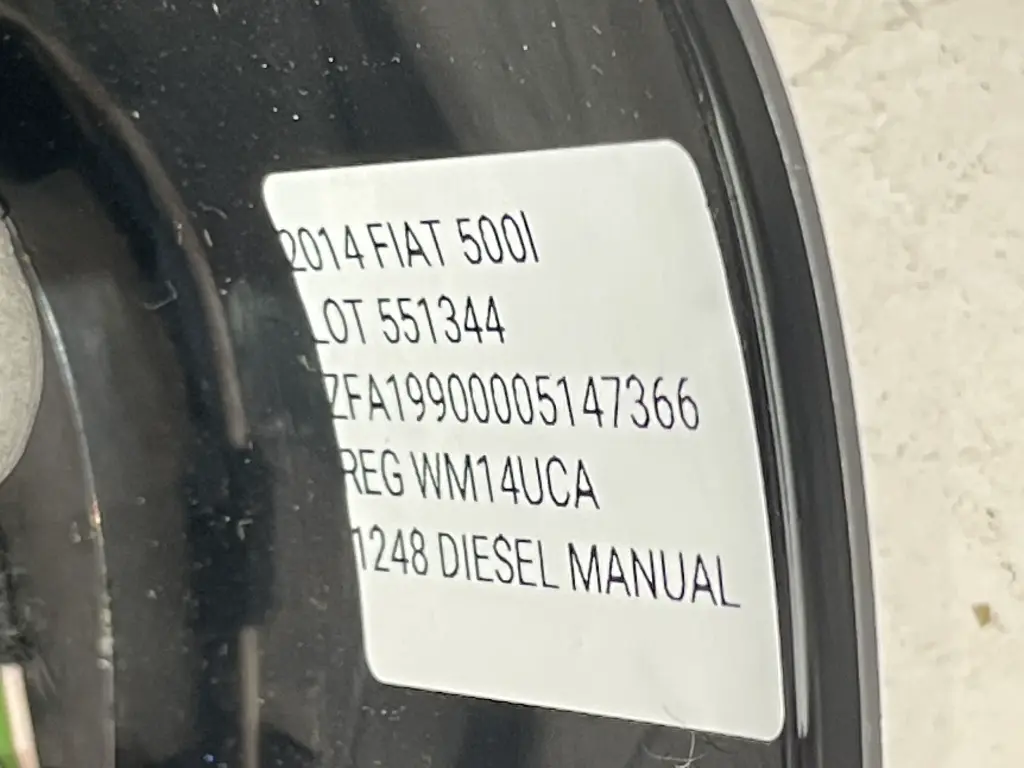 2014 FIAT 500l
LOT 551344
ZFA19900005147366
REG WM14UCA
1248 DIESEL MANUAL